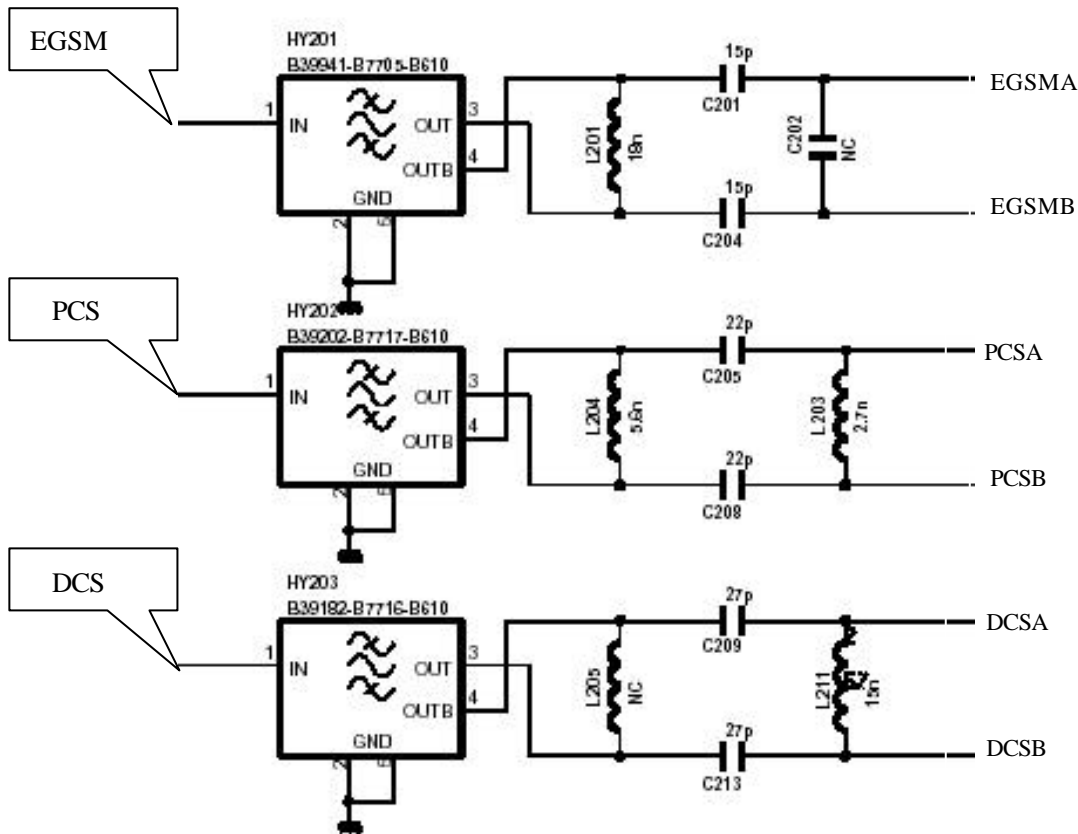 EGSM
HY201
B39941-B7705-B610
1
IN
OUT
3
OUTB
4
GND
2
5
L201
15p
C201
C202
NC
15p
C204
EGSMA
EGSMB
PCS
HY202
B39202-B7717-B610
1
IN
OUT
3
OUTB
4
GND
2
5
L204
5.6n
22p
C205
L203
2.7n
22p
C208
PCSA
PCSB
DCS
HY203
B39182-B7716-B610
1
IN
OUT
3
OUTB
4
GND
2
5
L205
NC
27p
C209
L211
15n
27p
C213
DCSA
DCSB